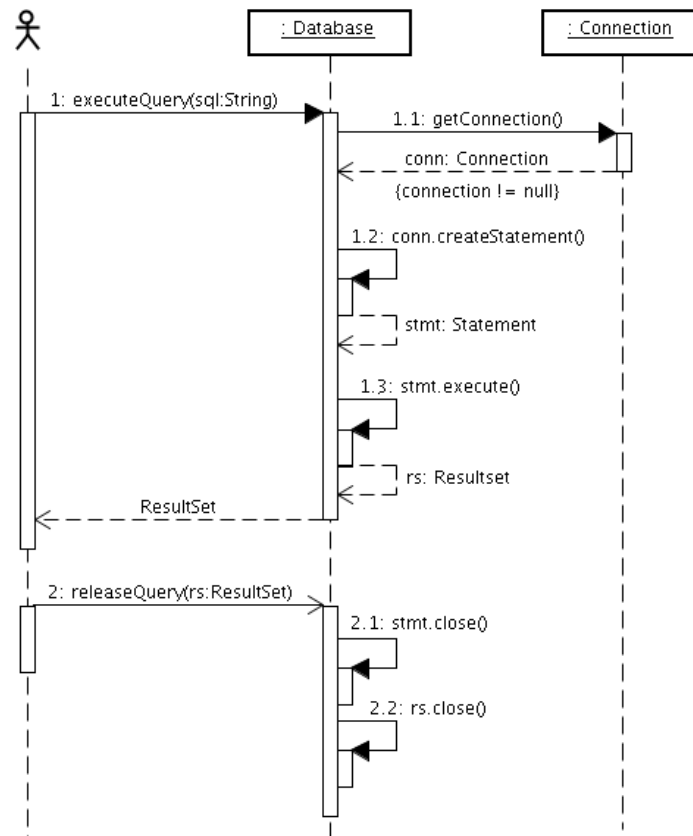 : Database
: Connection
1: executeQuery(sql:String)
1.1: getConnection()
conn: Connection
{connection != null}
1.2: conn.createStatement()
stmt: Statement
1.3: stmt.execute()
rs: Resultset
ResultSet
2: releaseQuery(rs:ResultSet)
2.1: stmt.close()
2.2: rs.close()